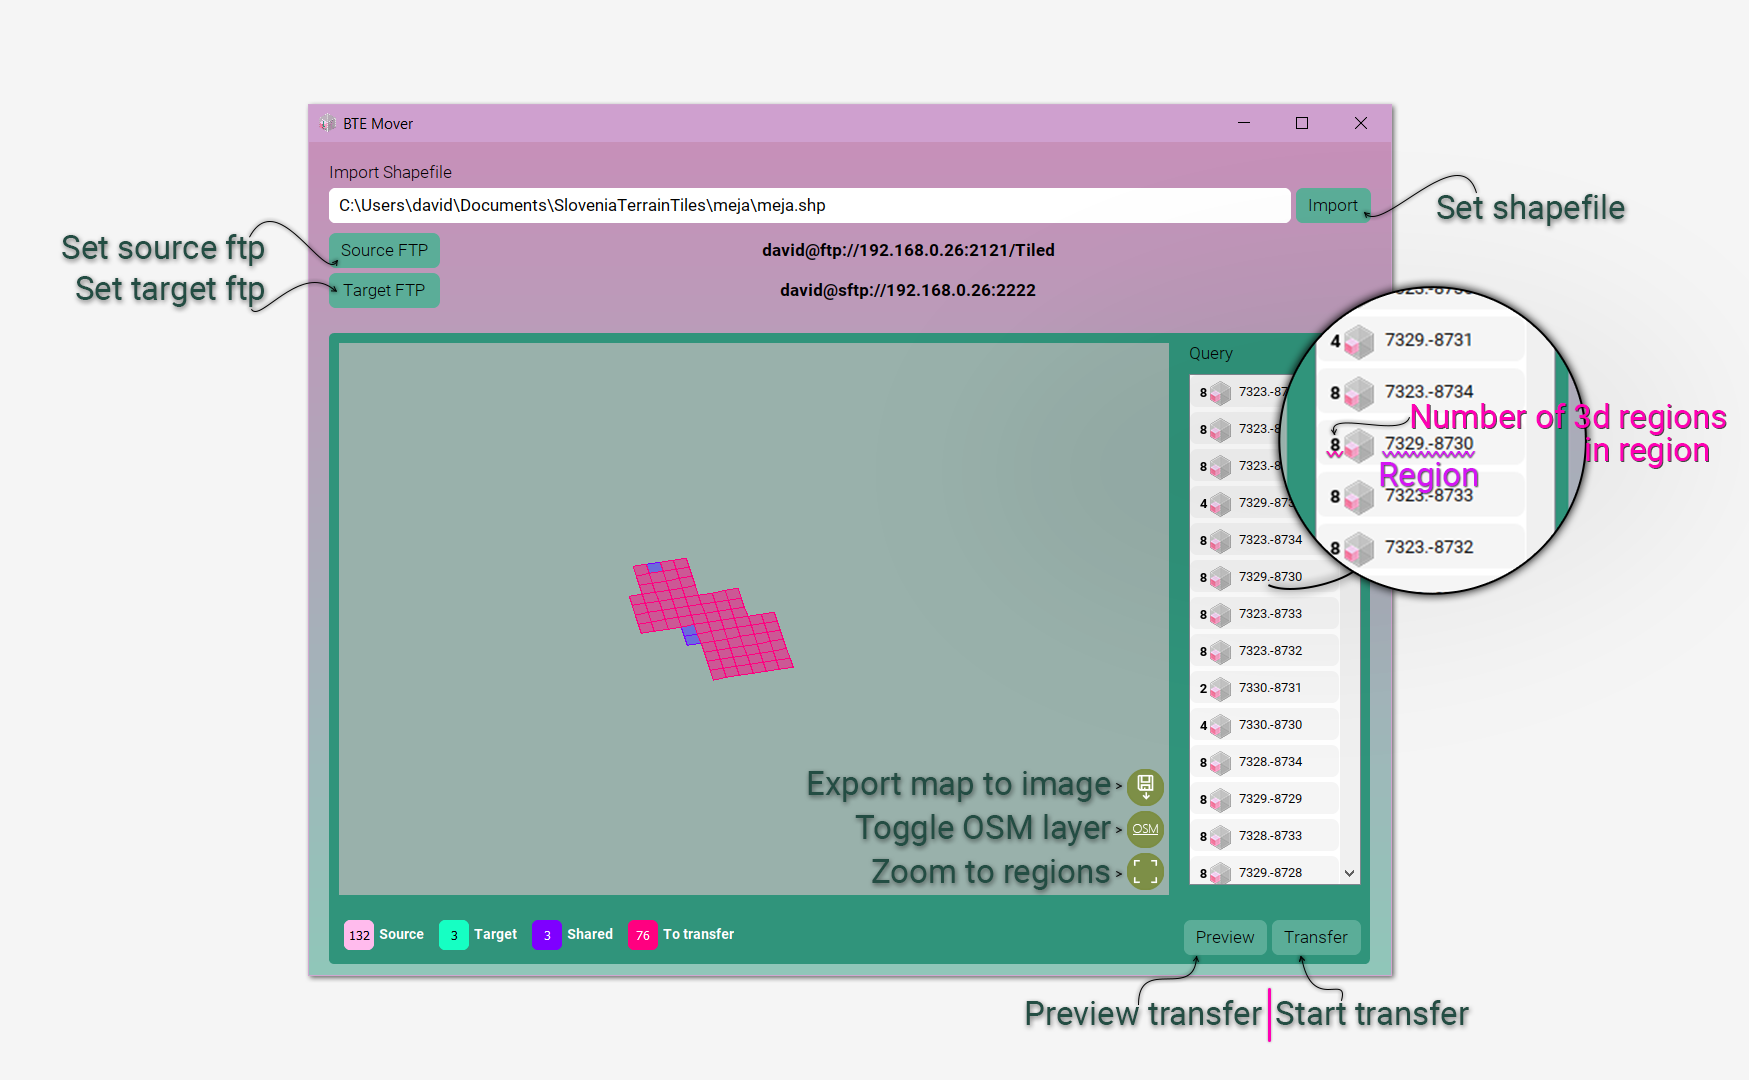 BTE Mover
Import Shapefile
C:\Users\david\Documents\SloveniaTerrainTiles\meja\meja.shp
Import
Set shapefile
Set source ftp
Source FTP
david@ftp://192.168.0.26:2121/Tiled
Set target ftp
Target FTP
david@sftp://192.168.0.26:2222
Query
8 7323.-87
8 7323.-8
8 7323.-8
4 7329.-873
8 7323.-8734
8 7329.-8730
8 7323.-8733
8 7323.-8732
2 7330.-8731
4 7330.-8730
8 7328.-8734
8 7329.-8729
8 7328.-8733
8 7329.-8728
4 7329.-8731
8 7323.-8734
Number of 3d regions
in region
8 7329.-8730
Region
8 7323.-8733
8 7323.-8732
Export map to image >
Toggle OSM layer > OSM
Zoom to regions >
132 Source 3 Target 3 Shared 76 To transfer
Preview Transfer
Preview transfer Start transfer